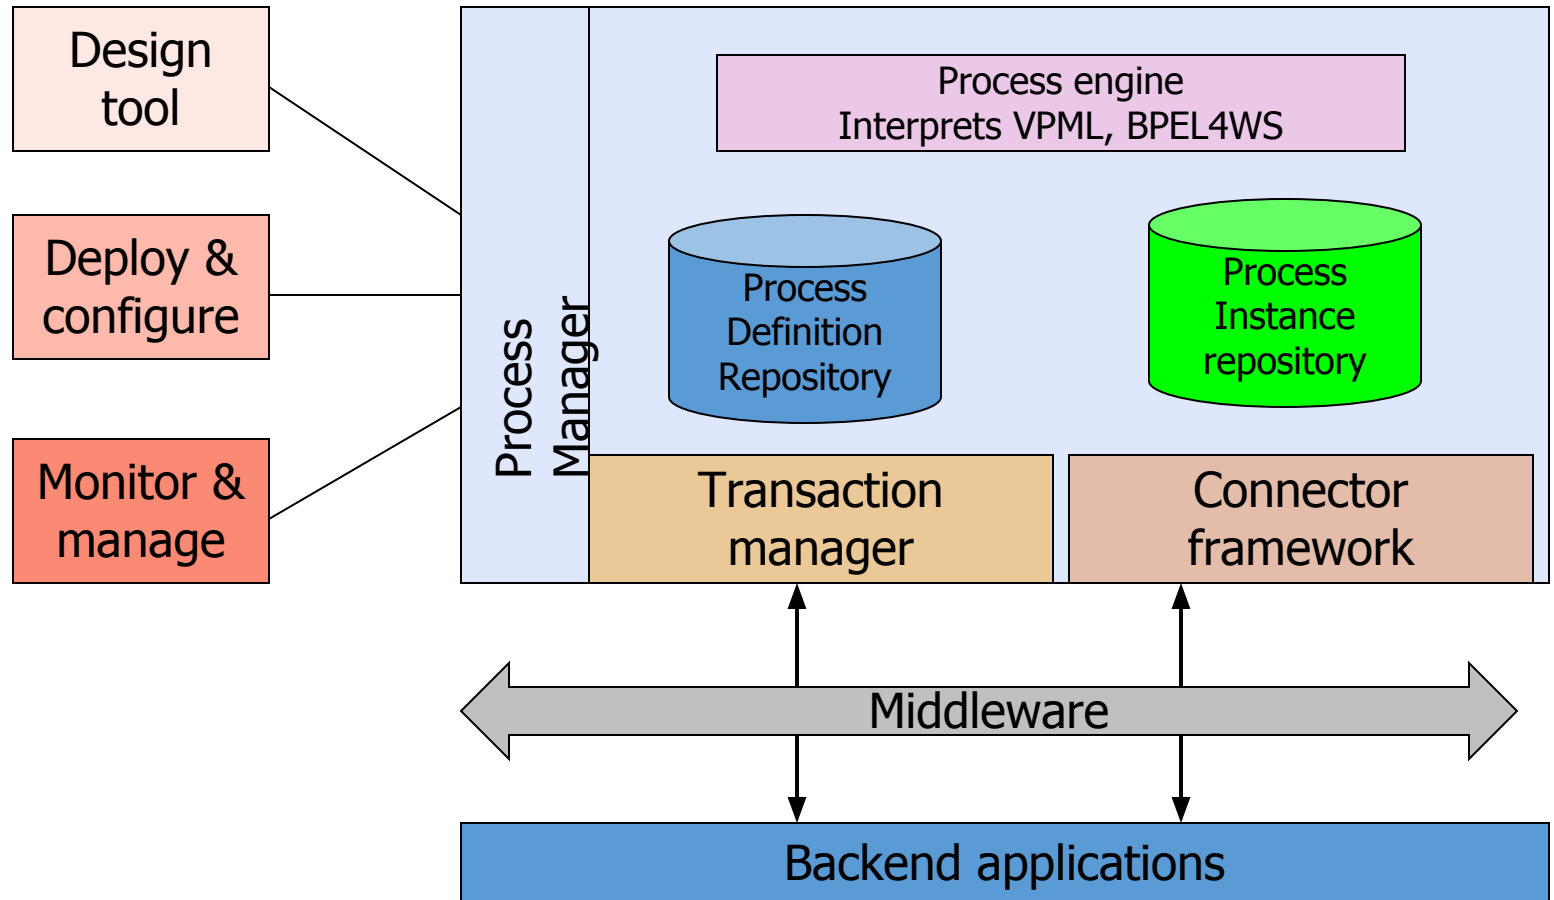 Design
tool
Deploy &
configure
Monitor &
manage
Process
Manager
Process engine
Interprets VPML, BPEL4WS
Process
Definition
Repository
Process
Instance
repository
Transaction
manager
Connector
framework
Middleware
Backend applications